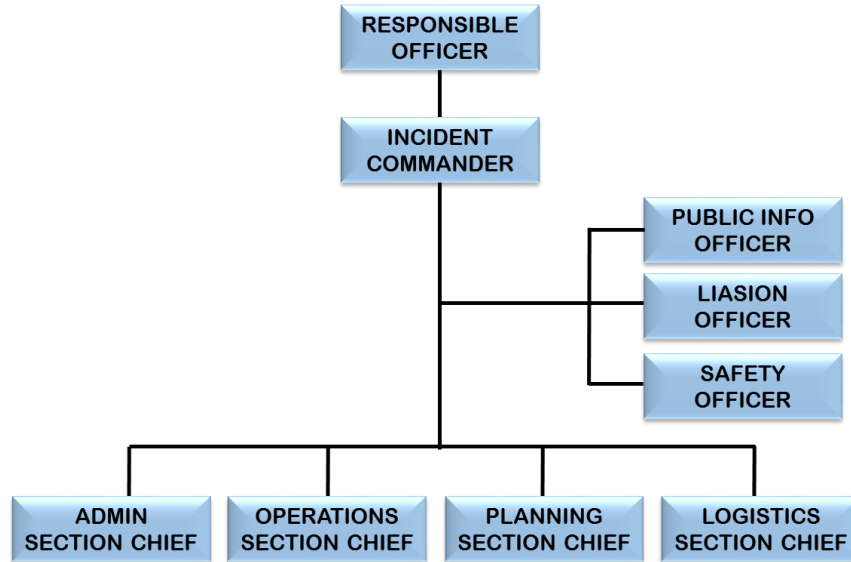 RESPONSIBLE
OFFICER
INCIDENT
COMMANDER
PUBLIC INFO
OFFICER
LIASION
OFFICER
SAFETY
OFFICER
ADMIN
SECTION CHIEF
OPERATIONS
SECTION CHIEF
PLANNING
SECTION CHIEF
LOGISTICS
SECTION CHIEF